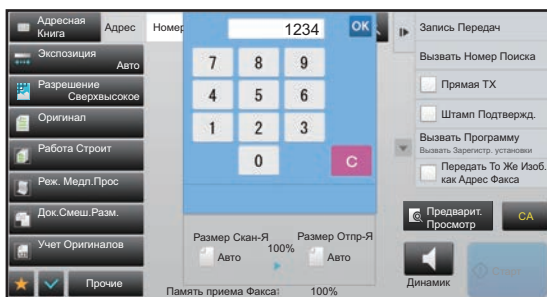 Адресная
Книга
Адрес
Номер
1234
OK
Запись Передач
Экспозиция
Авто
7 8 9
Вызвать Номер Поиска
Разрешение
Сверхвысокое
4 5 6
Прямая TX
Оригинал
1 2 3
Штамп Подтвержд.
Работа Строит
0 C
Вызвать Программу
Вызвать Зарегистр. установки
Реж. Медл.Прос
Передать То Же Изоб.
как Адрес Факса
Док.Смеш.Разм.
Предварит.
Просмотр
CA
Учет Оригиналов
Размер Скан-Я
Авто
100%
Размер Отпр-Я
Авто
Прочие
Память приема Факса: 100%
Динамик